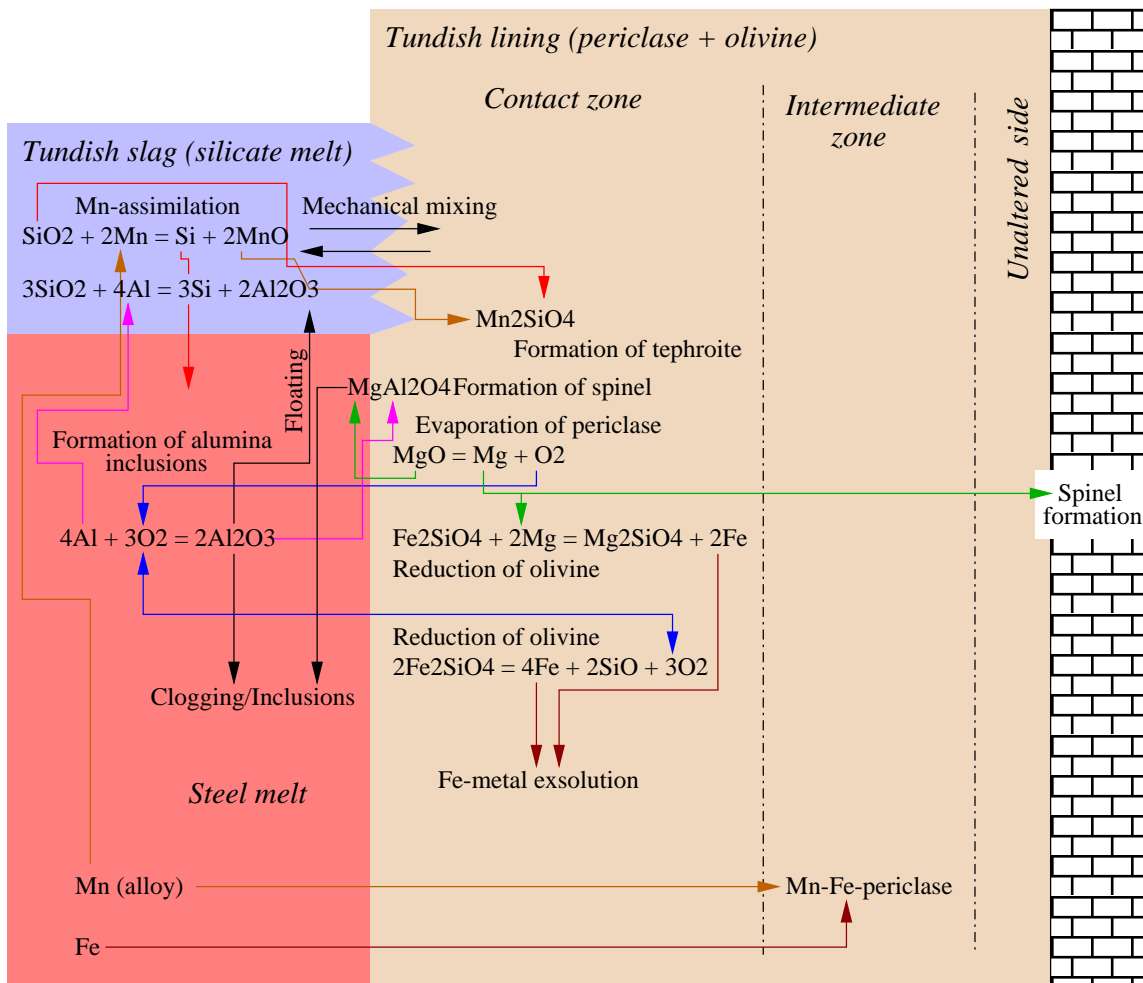 Tundish lining (periclase + olivine)
Contact zone
Intermediate
zone
Unaltered side
Tundish slag (silicate melt)
Mn-assimilation
Mechanical mixing
SiO2 + 2Mn = Si + 2MnO
3SiO2 + 4Al = 3Si + 2Al2O3
Mn2SiO4
Formation of tephroite
Floating
MgAl2O4 Formation of spinel
Evaporation of periclase
MgO = Mg + O2
Formation of alumina
inclusions
Spinel
formation
4Al + 3O2 = 2Al2O3
Fe2SiO4 + 2Mg = Mg2SiO4 + 2Fe
Reduction of olivine
Reduction of olivine
2Fe2SiO4 = 4Fe + 2SiO + 3O2
Clogging/Inclusions
Fe-metal exsolution
Steel melt
Mn (alloy)
Mn-Fe-periclase
Fe